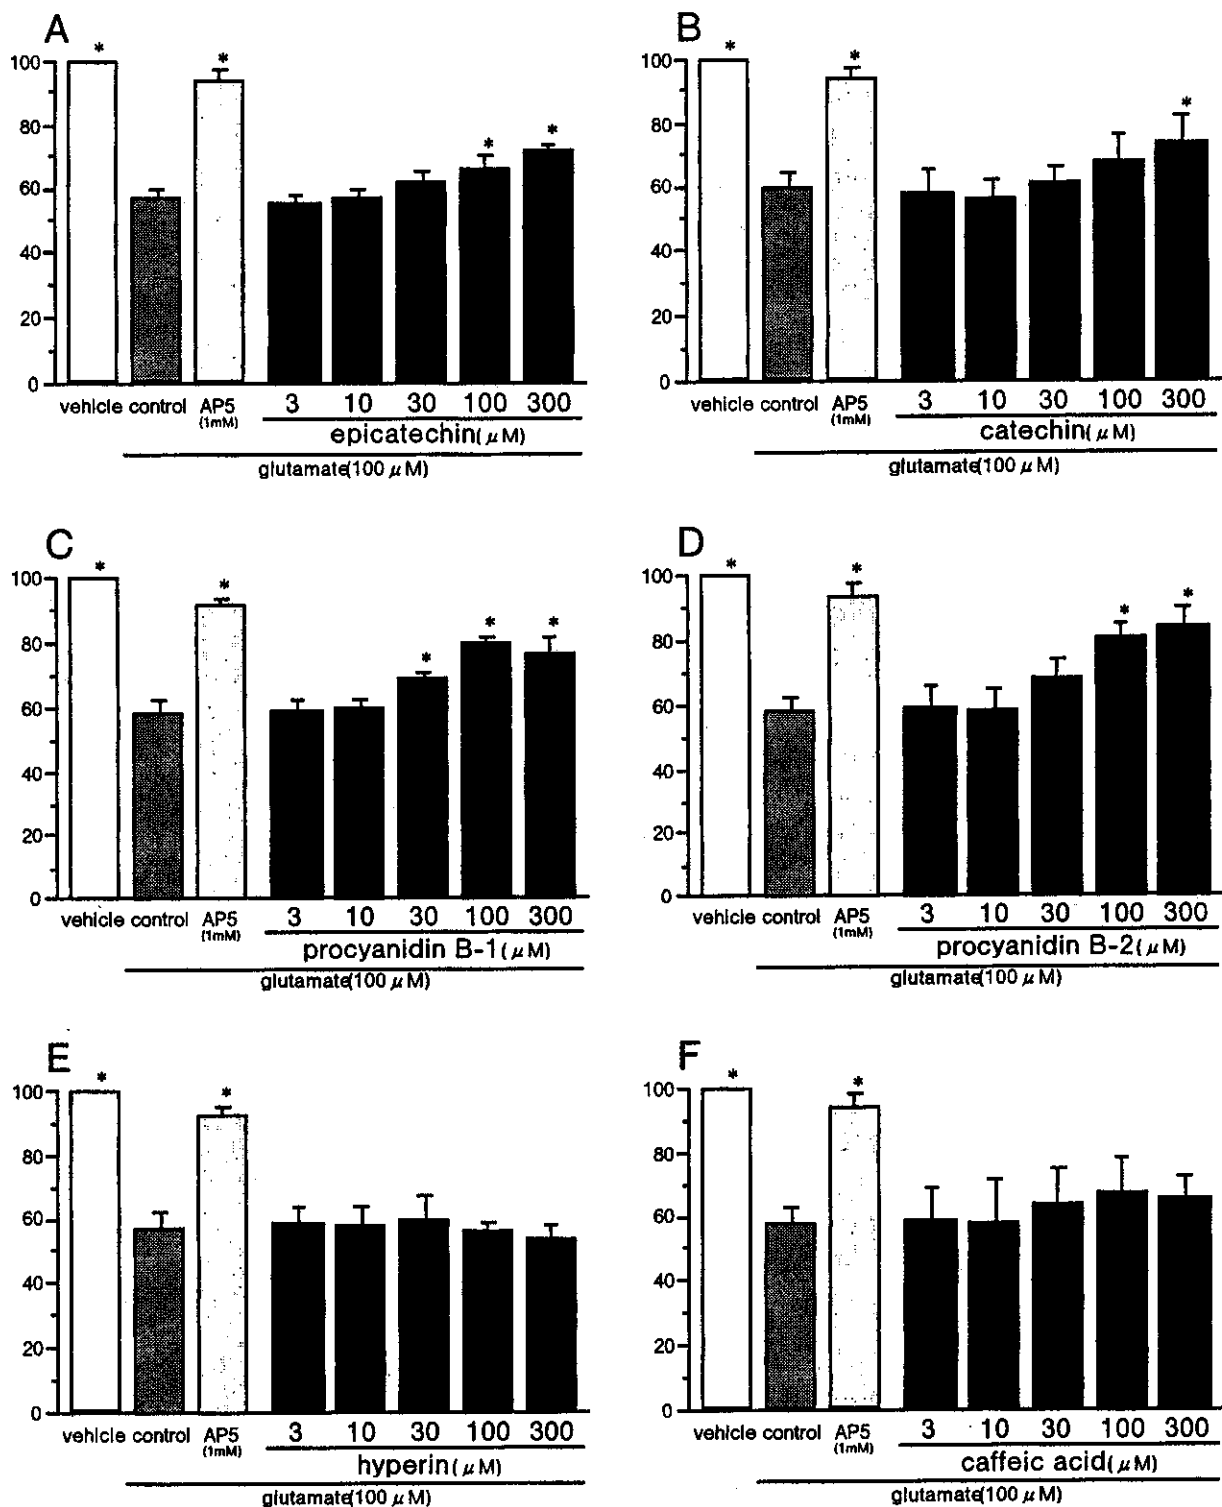 A
*
*
*
*
100
80
60
40
20
0
vehicle control AP5 3 10 30 100 300
(1mM)
epicatechin(μM)
glutamate(100 μM)
B
*
*
*
100
80
60
40
20
0
vehicle control AP5 3 10 30 100 300
(1mM)
catechin(μM)
glutamate(100 μM)
C
*
*
*
*
*
100
80
60
40
20
0
vehicle control AP5 3 10 30 100 300
(1mM)
procyanidin B-1(μM)
glutamate(100 μM)
D
*
*
*
*
100
80
60
40
20
0
vehicle control AP5 3 10 30 100 300
(1mM)
procyanidin B-2(μM)
glutamate(100 μM)
E
*
*
100
80
60
40
20
0
vehicle control AP5 3 10 30 100 300
(1mM)
hyperin(μM)
glutamate(100 μM)
F
*
*
100
80
60
40
20
0
vehicle control AP5 3 10 30 100 300
(1mM)
caffeic acid(μM)
glutamate(100 μM)